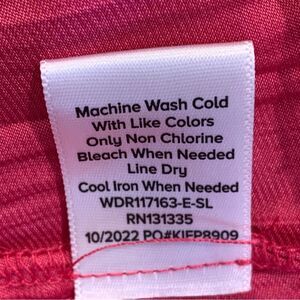 Machine Wash Cold
With Like Colors
Only Non Chlorine
Bleach When Needed
Line Dry
Cool Iron When Needed
WDR117163-E-SL
RN131335
10/2022 PO#KIFP8909